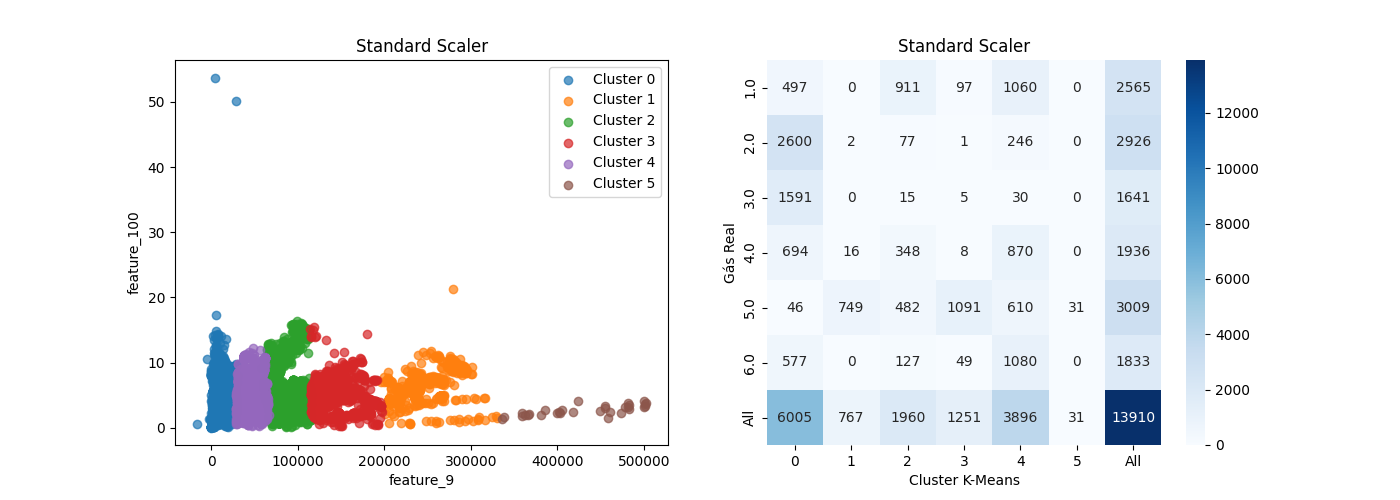 Standard Scaler
feature_100
50
40
30
20
10
0
0 100000 200000 300000 400000 500000
feature_9
Cluster 0
Cluster 1
Cluster 2
Cluster 3
Cluster 4
Cluster 5
Standard Scaler
Gás Real
1.0 497 0 911 97 1060 0 2565
2.0 2600 2 77 1 246 0 2926
3.0 1591 0 15 5 30 0 1641
4.0 694 16 348 8 870 0 1936
5.0 46 749 482 1091 610 31 3009
6.0 577 0 127 49 1080 0 1833
All 6005 767 1960 1251 3896 31 13910
0 1 2 3 4 5 All
Cluster K-Means
12000
10000
8000
6000
4000
2000
0